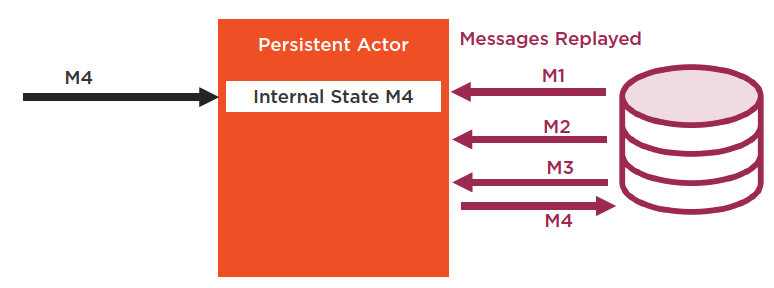 Persistent Actor
Messages Replayed
M4
Internal State M4
M1
M2
M3
M4